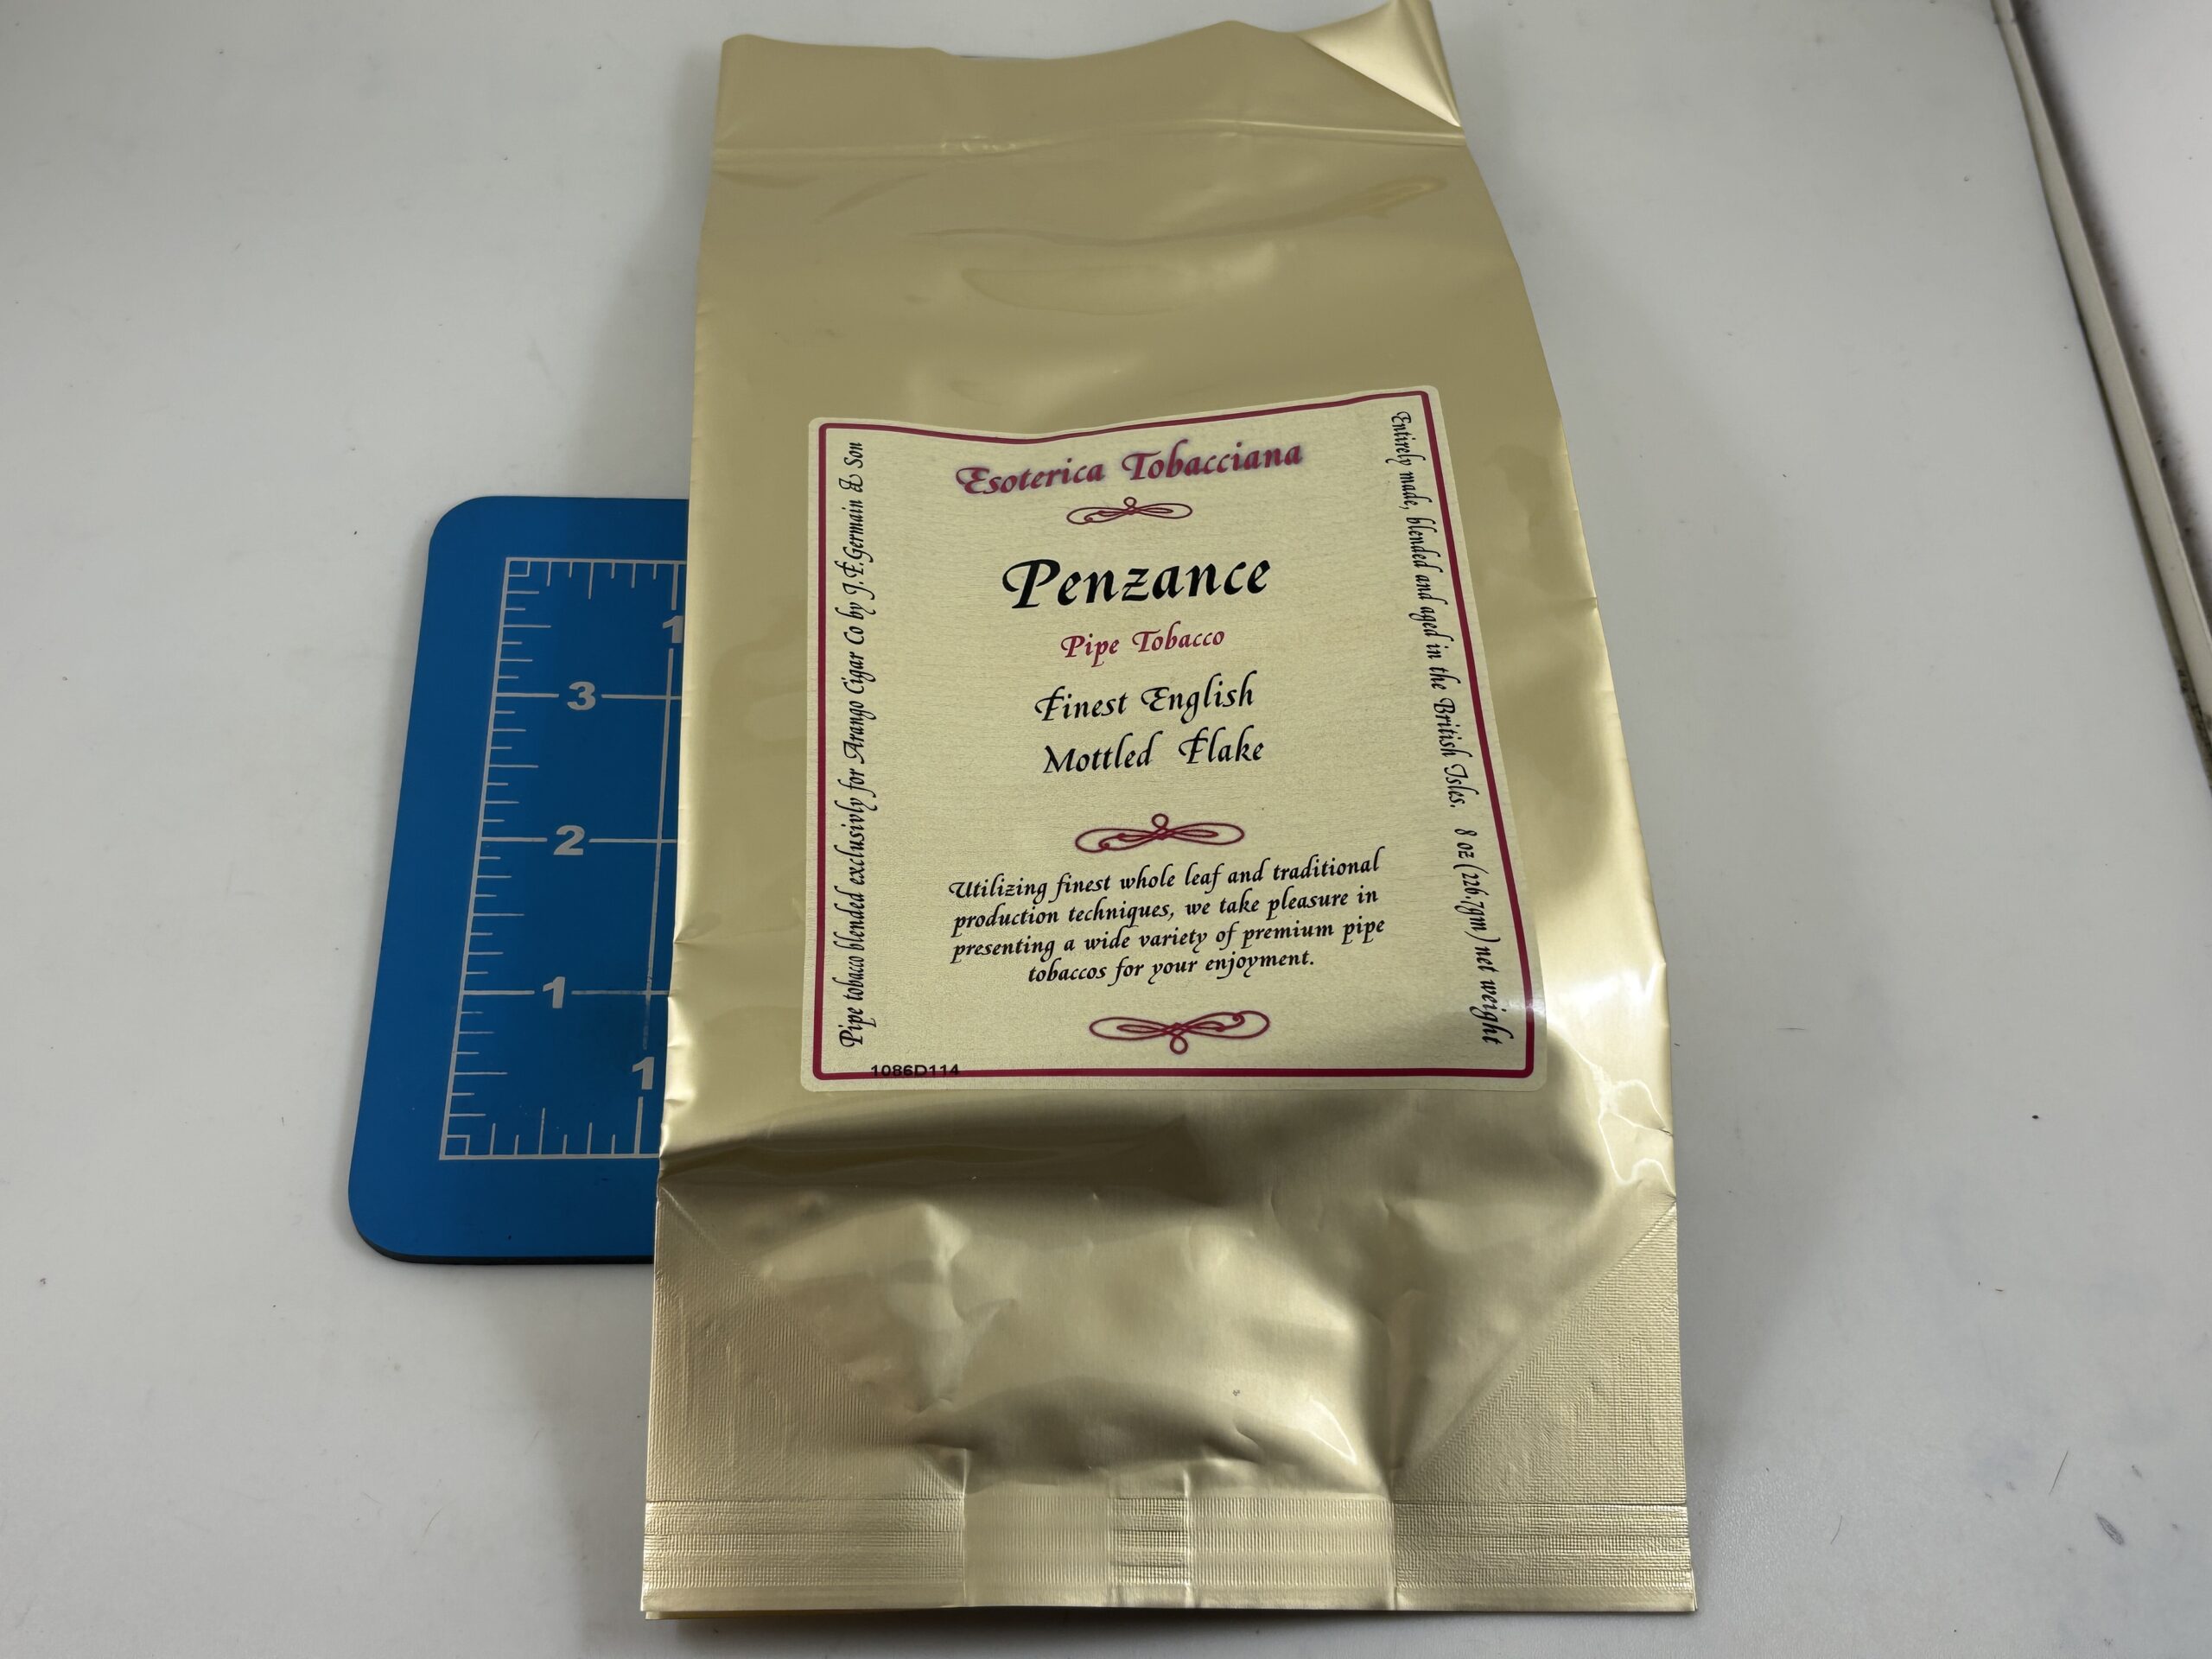 Esoterica Tobacciana
Penzance
Pipe Tobacco
Finest English
Mottled Flake
Utilizing finest whole leaf and traditional
production techniques, we take pleasure in
presenting a wide variety of premium pipe
tobaccos for your enjoyment.
Pipe tobacco blended exclusivly for Arango Cigar Co by J.F.Germain & Son
Entirely made, blended and aged in the British Isles. 8 oz (226.7gm) net weight
1086D114
1
3
2
1
1